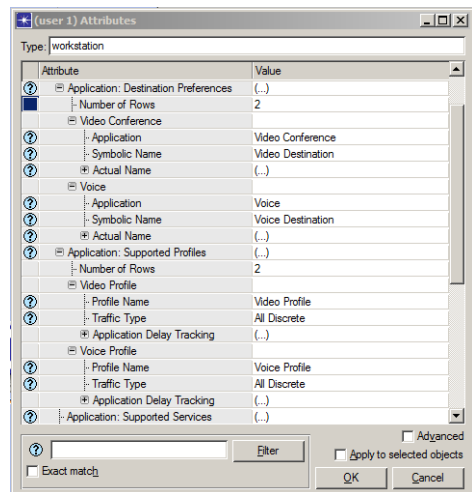 (user 1) Attributes
Type: workstation
Attribute Value
Application: Destination Preferences (...)
Number of Rows 2
Video Conference
Application Video Conference
Symbolic Name Video Destination
Actual Name (...)
Voice
Application Voice
Symbolic Name Voice Destination
Actual Name (...)
Application: Supported Profiles (...)
Number of Rows 2
Video Profile
Profile Name Video Profile
Traffic Type All Discrete
Application Delay Tracking (...)
Voice Profile
Profile Name Voice Profile
Traffic Type All Discrete
Application Delay Tracking (...)
Application: Supported Services (...)
Advanced
Filter Apply to selected objects
Exact match
OK Cancel